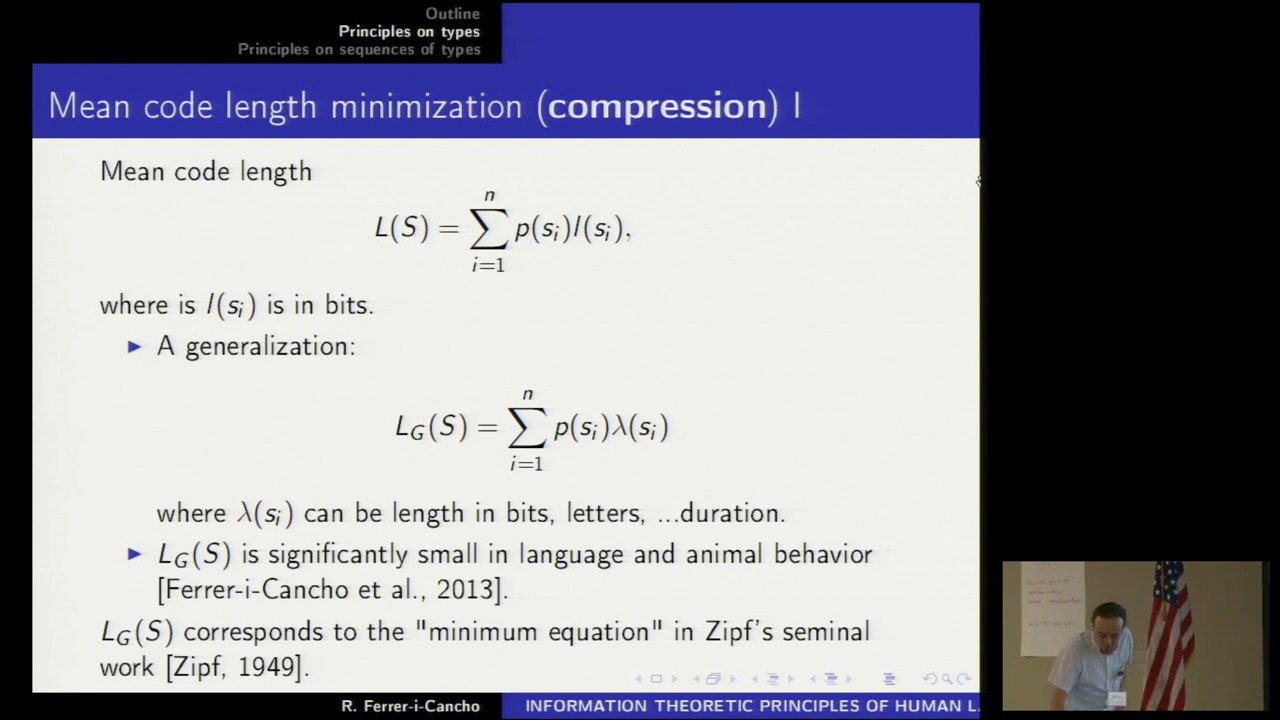 Outline
Principles on types
Principles on sequences of types
Mean code length minimization (compression) I
Mean code length
L(S) = ∑_{i=1}^{n} p(s_i)l(s_i),
where is l(s_i) is in bits.
▶ A generalization:
L_G(S) = ∑_{i=1}^{n} p(s_i)λ(s_i)
where λ(s_i) can be length in bits, letters, ...duration.
▶ L_G(S) is significantly small in language and animal behavior
[Ferrer-i-Cancho et al., 2013].
L_G(S) corresponds to the "minimum equation" in Zipf's seminal
work [Zipf, 1949].
R. Ferrer-i-Cancho
INFORMATION THEORETIC PRINCIPLES OF HUMAN L